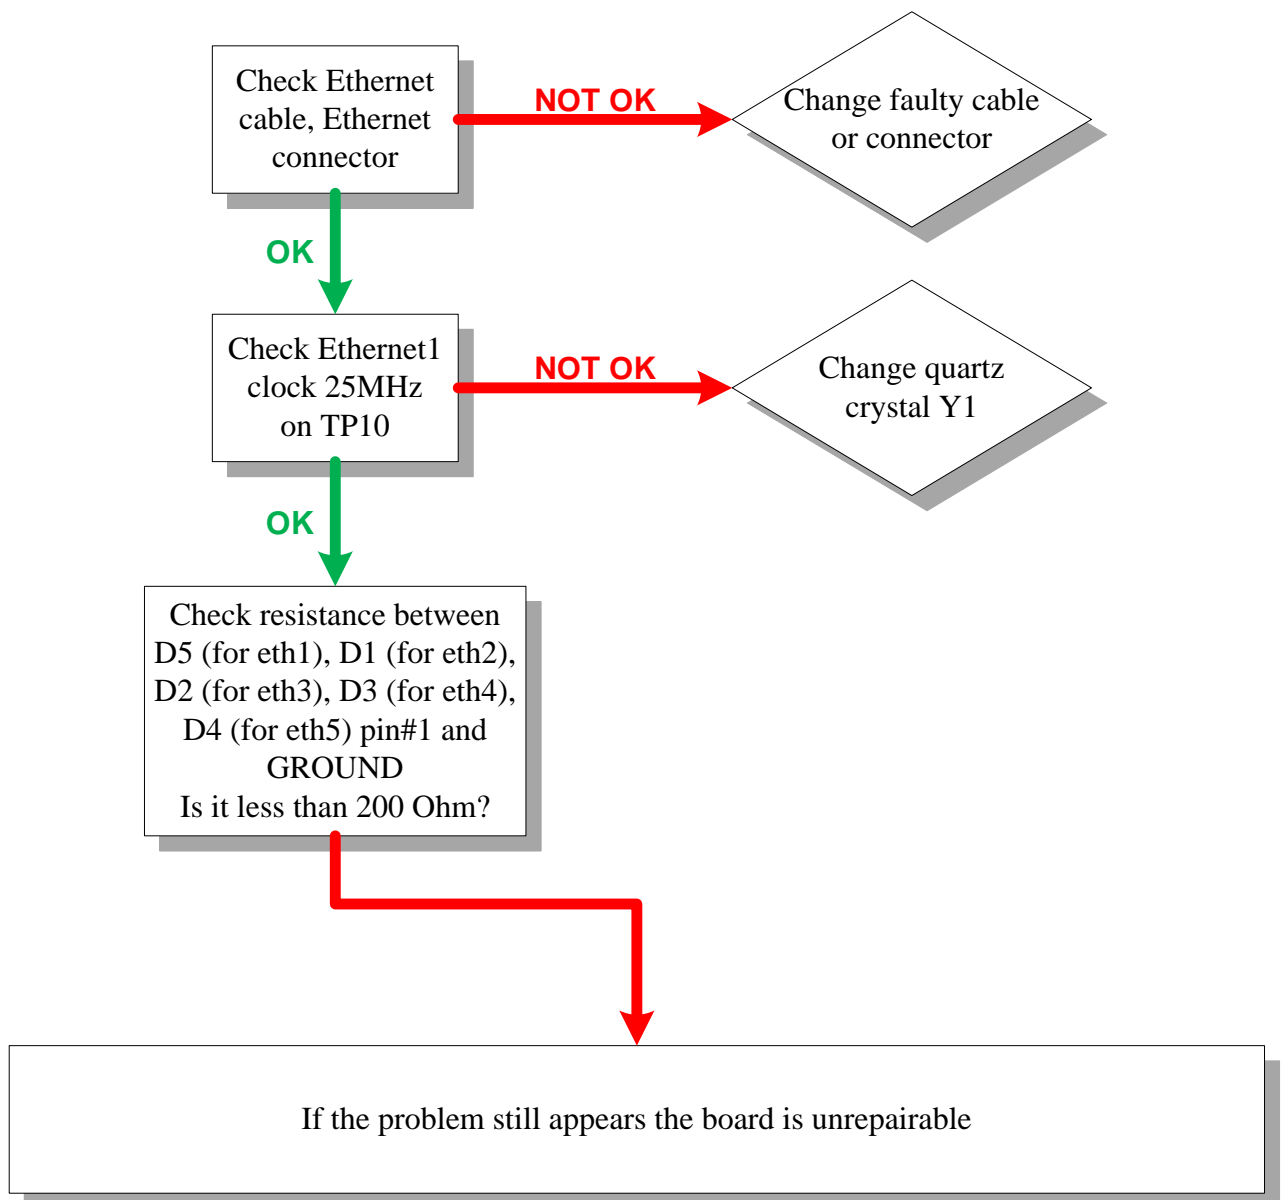 Check Ethernet
cable, Ethernet
connector
NOT OK
Change faulty cable
or connector
OK
Check Ethernet1
clock 25MHz
on TP10
NOT OK
Change quartz
crystal Y1
OK
Check resistance between
D5 (for eth1), D1 (for eth2),
D2 (for eth3), D3 (for eth4),
D4 (for eth5) pin#1 and
GROUND
Is it less than 200 Ohm?
If the problem still appears the board is unrepairable